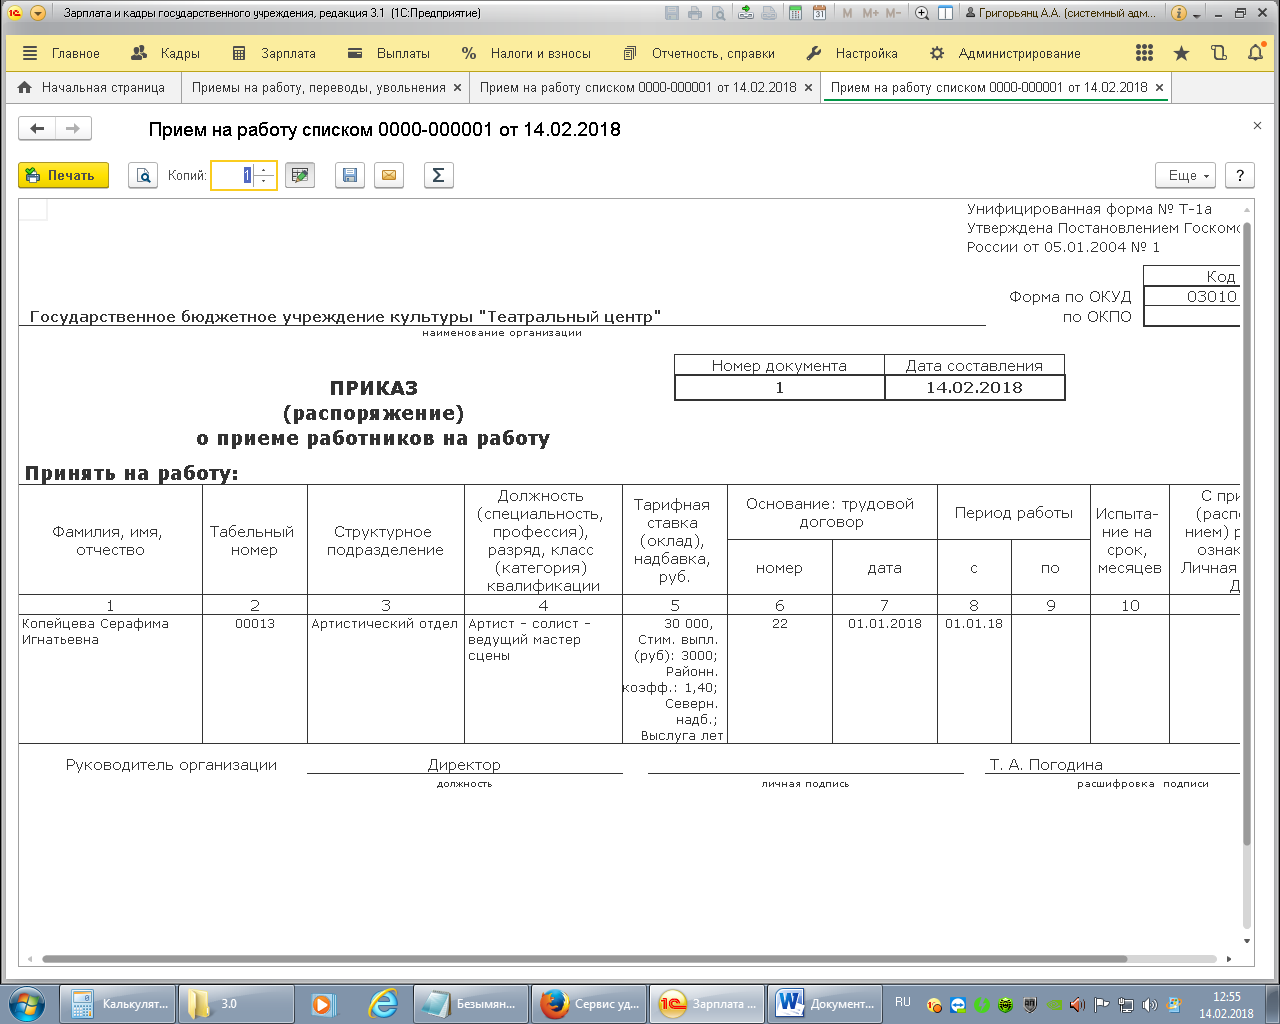 Зарплата и кадры государственного учреждения, редакция 3.1 (1С:Предприятие)
M M+ M-
Григорьянц А.А. (системный адм...
Главное Кадры Зарплата Выплаты Налоги и взносы Отчетность, справки Настройка Администрирование
Начальная страница Приемы на работу, переводы, увольнения × Прием на работу списком 0000-000001 от 14.02.2018 × Прием на работу списком 0000-000001 от 14.02.2018 ×
Прием на работу списком 0000-000001 от 14.02.2018
Печать Копий: 1 Σ Еще ?
Унифицированная форма № Т-1а
Утверждена Постановлением Госкомс
России от 05.01.2004 № 1
Код
Форма по ОКУД 03010
по ОКПО
Государственное бюджетное учреждение культуры "Театральный центр"
наименование организации
Номер документа Дата составления
1 14.02.2018
ПРИКАЗ
(распоряжение)
о приеме работников на работу
Принять на работу:
Фамилия, имя,
отчество
Табельный
номер
Структурное
подразделение
Должность
(специальность,
профессия),
разряд, класс
(категория)
квалификации
Тарифная
ставка
(оклад),
надбавка,
руб.
Основание: трудовой
договор
номер дата
Период работы
с по
Испыта-
ние на
срок,
месяцев
С при
(распо
нием) р
ознак
Личная
Д
1 2 3 4 5 6 7 8 9 10
Копейцева Серафима
Игнатьевна
00013
Артистический отдел
Артист - солист -
ведущий мастер
сцены
30 000,
Стим. выпл.
(руб): 3000;
Районн.
коэфф.: 1,40;
Северн.
надб.;
Выслуга лет
22
01.01.2018
01.01.18
Руководитель организации Директор Т. А. Погодина
должность личная подпись расшифровка подписи
Калькулят... 3.0 Безымян... Сервис уд... Зарплата ... Документ... RU 12:55
14.02.2018